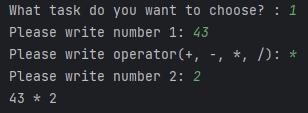 What task do you want to choose? : 1
Please write number 1: 43
Please write operator(+, -, *, /): *
Please write number 2: 2
43 * 2